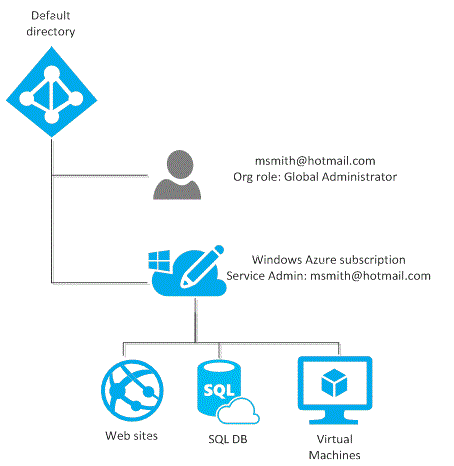 Default
directory
msmith@hotmail.com
Org role: Global Administrator
Windows Azure subscription
Service Admin: msmith@hotmail.com
SQL
Web sites
SQL DB
Virtual
Machines